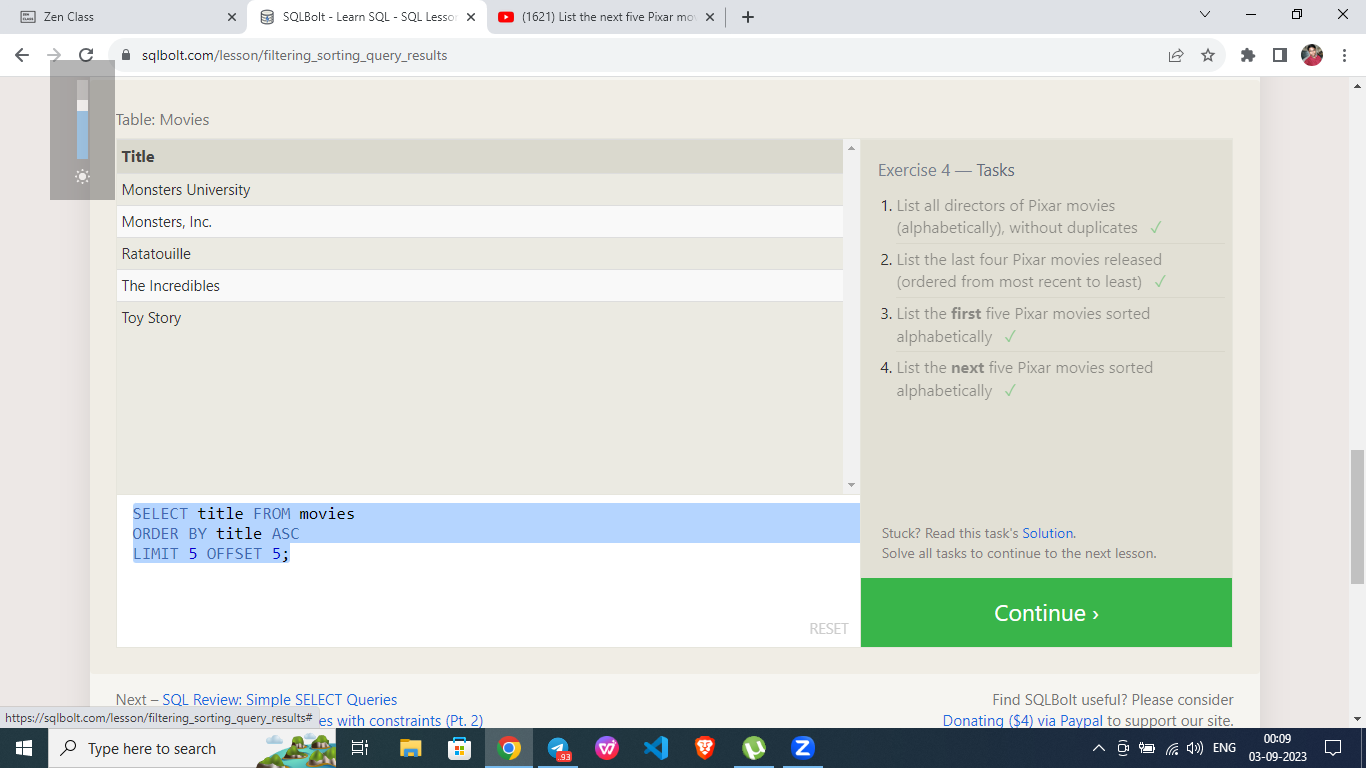 Zen Class
SQLBolt - Learn SQL - SQL Lesson
(1621) List the next five Pixar mov
sqlbolt.com/lesson/filtering_sorting_query_results
Table: Movies
Title
Monsters University
Monsters, Inc.
Ratatouille
The Incredibles
Toy Story
Exercise 4 — Tasks
1. List all directors of Pixar movies
(alphabetically), without duplicates ✓
2. List the last four Pixar movies released
(ordered from most recent to least) ✓
3. List the first five Pixar movies sorted
alphabetically ✓
4. List the next five Pixar movies sorted
alphabetically ✓
SELECT title FROM movies
ORDER BY title ASC
LIMIT 5 OFFSET 5;
RESET
Stuck? Read this task's Solution.
Solve all tasks to continue to the next lesson.
Continue ›
Next – SQL Review: Simple SELECT Queries
es with constraints (Pt. 2)
Find SQLBolt useful? Please consider
Donating ($4) via Paypal to support our site.
https://sqlbolt.com/lesson/filtering_sorting_query_results#
Type here to search
93
ENG
00:09
03-09-2023